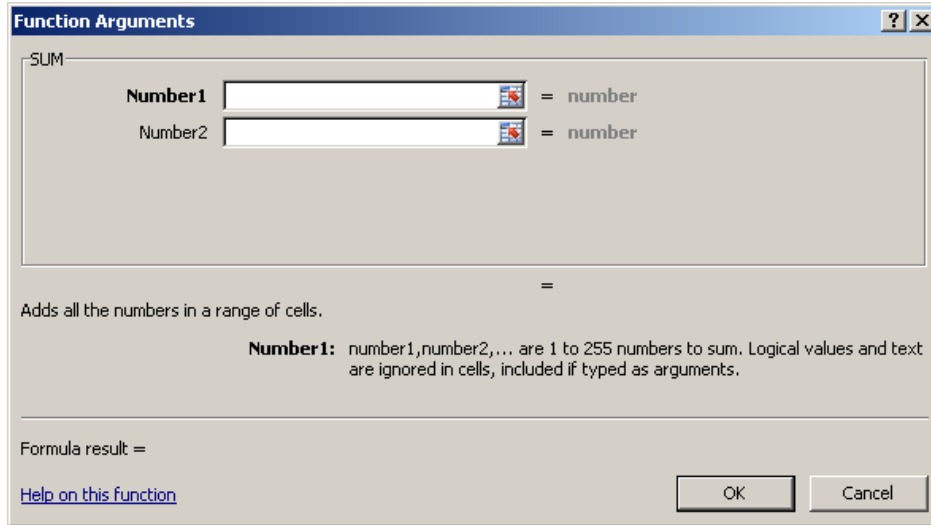 Function Arguments
SUM
Number1 = number
Number2 = number
=
Adds all the numbers in a range of cells.
Number1: number1,number2,... are 1 to 255 numbers to sum. Logical values and text
are ignored in cells, included if typed as arguments.
Formula result =
Help on this function OK Cancel